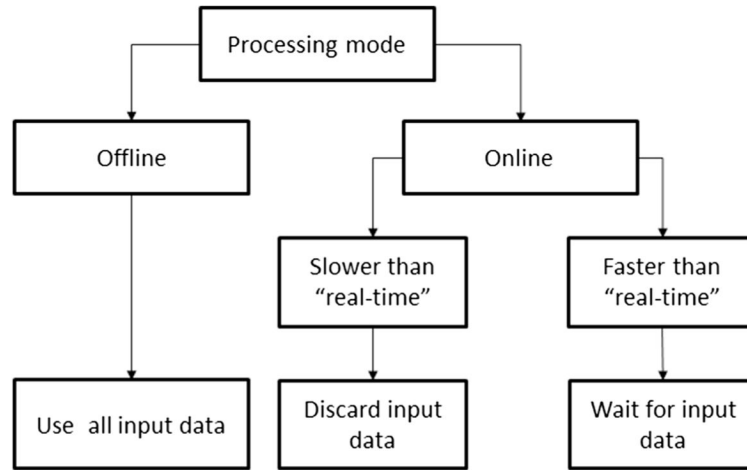 Processing mode
Offline
Online
Slower than
“real-time”
Faster than
“real-time”
Use all input data
Discard input
data
Wait for input
data